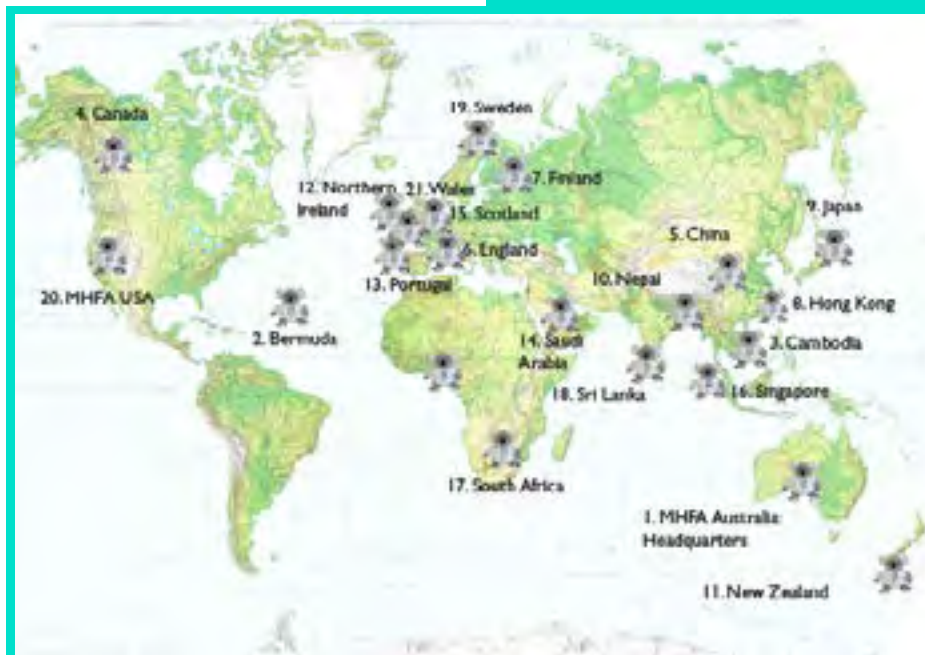 4. Canada
19. Sweden
7. Finland
12. Northern
Ireland
21. Wales
15. Scotland
9. Japan
5. China
6. England
10. Nepal
13. Portugal
20. MHFA USA
8. Hong Kong
2. Bermuda
14. Saudi
Arabia
3. Cambodia
18. Sri Lanka
16. Singapore
17. South Africa
1. MHFA Australia
Headquarters
11. New Zealand